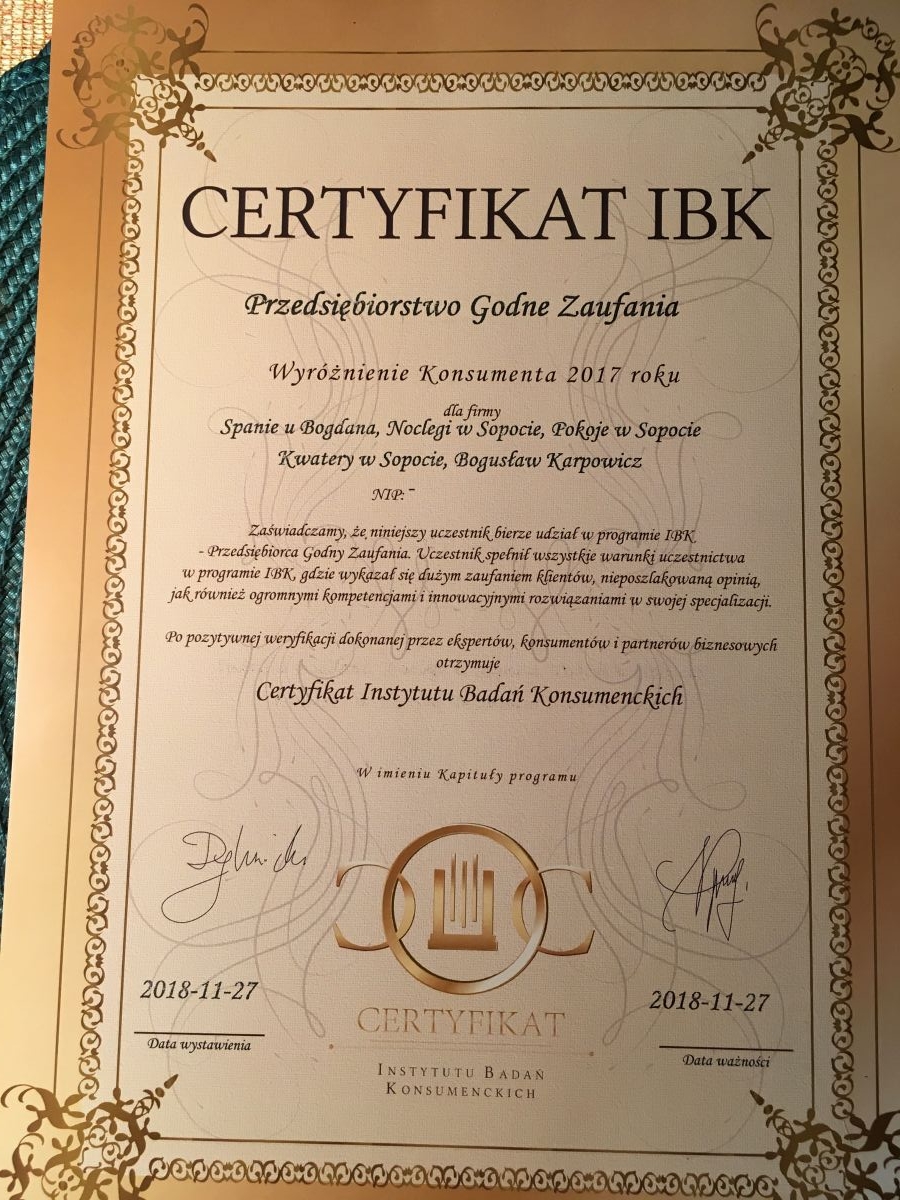 CERTYFIKAT IBK
Przedsiębiorstwo Godne Zaufania
Wyróżnienie Konsumenta 2017 roku
dla firmy
Spanie u Bogdana, Noclegi w Sopocie, Pokoje w Sopocie
Kwatery w Sopocie, Bogusław Karpowicz
NIP: -
Zaświadczamy, że niniejszy uczestnik bierze udział w programie IBK
- Przedsiębiorca Godny Zaufania. Uczestnik spełnił wszystkie warunki uczestnictwa
w programie IBK, gdzie wykazał się dużym zaufaniem klientów, nieposzlakowaną opinią,
jak również ogromnymi kompetencjami i innowacyjnymi rozwiązaniami w swojej specjalizacji.
Po pozytywnej weryfikacji dokonanej przez ekspertów, konsumentów i partnerów biznesowych
otrzymuje
Certyfikat Instytutu Badań Konsumenckich
W imieniu Kapituły programu
2018-11-27
Data wystawienia
2018-11-27
Data ważności
CERTYFIKAT
INSTYTUTU BADAŃ
KONSUMENCKICH